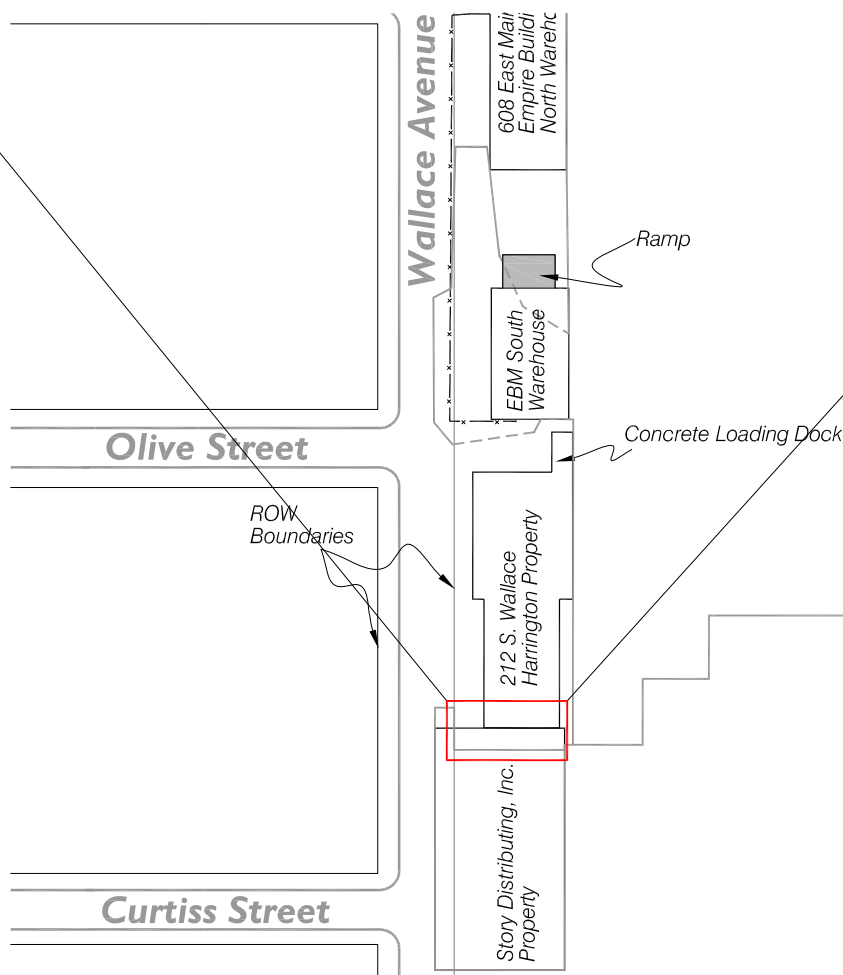 Wallace Avenue
608 East Mai
Empire Buildi
North Wareho
Ramp
EBM South
Warehouse
Olive Street
Concrete Loading Dock
ROW
Boundaries
212 S. Wallace
Harrington Property
Story Distributing, Inc.
Property
Curtiss Street